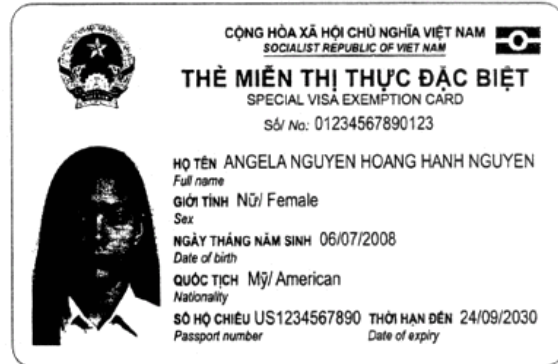 CỘNG HÒA XÃ HỘI CHỦ NGHĨA VIỆT NAM
SOCIALIST REPUBLIC OF VIET NAM
THẺ MIỄN THỊ THỰC ĐẶC BIỆT
SPECIAL VISA EXEMPTION CARD
Số/ No: 01234567890123
HỌ TÊN ANGELA NGUYEN HOANG HANH NGUYEN
Full name
GIỚI TÍNH Nữ/ Female
Sex
NGÀY THÁNG NĂM SINH 06/07/2008
Date of birth
QUỐC TỊCH Mỹ/ American
Nationality
SỐ HỘ CHIẾU US1234567890 THỜI HẠN ĐẾN 24/09/2030
Passport number Date of expiry